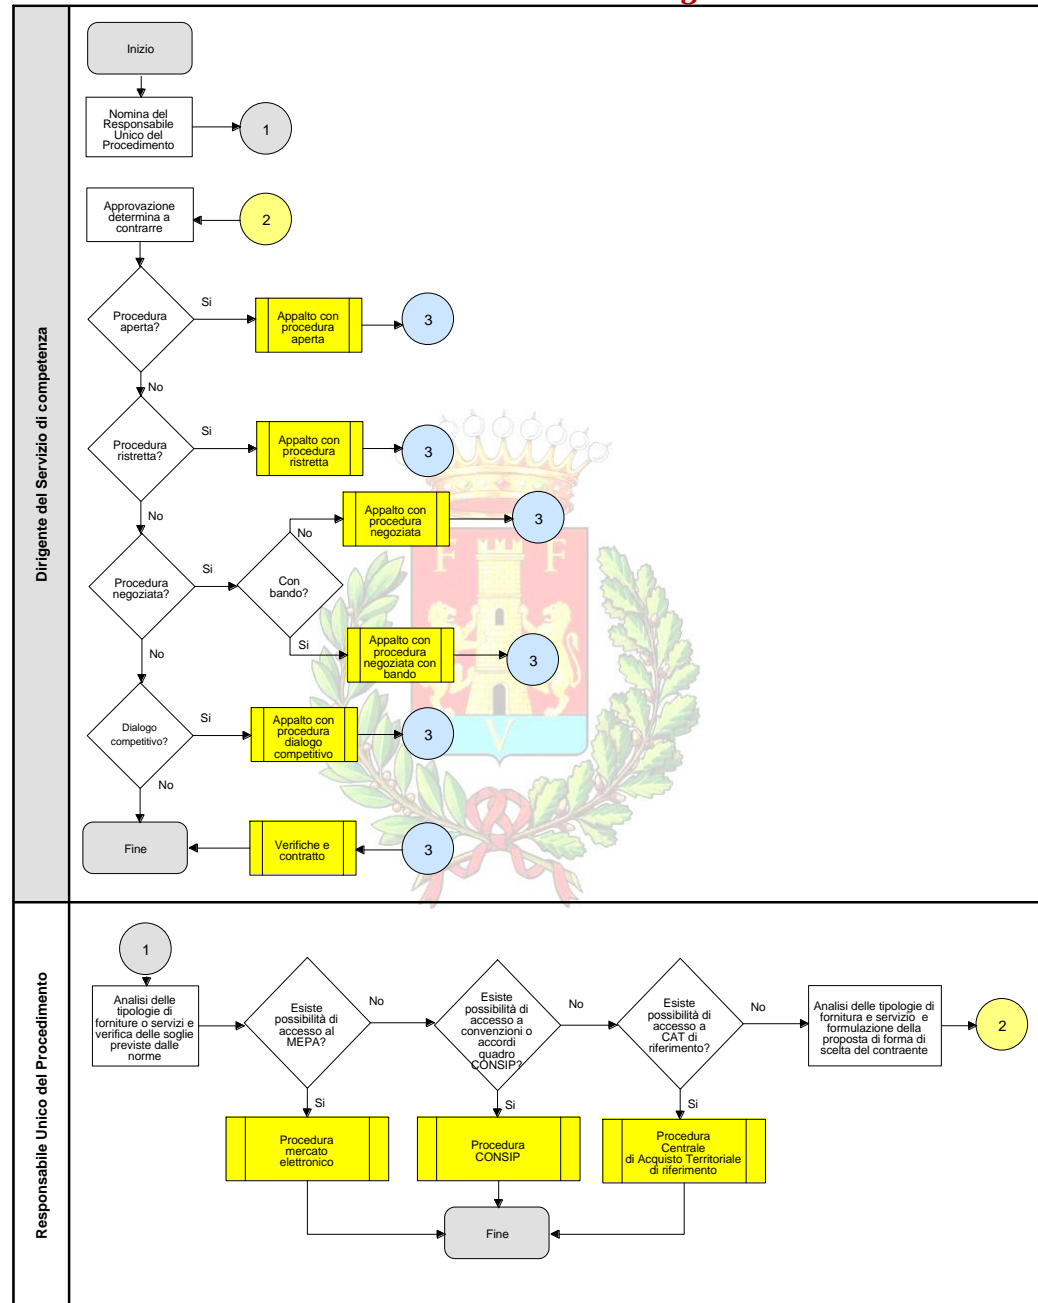 Dirigente del Servizio di competenza
Inizio
Nomina del
Responsabile
Unico del
Procedimento
1
Approvazione
determina a
contrarre
2
Procedura
aperta?
Si
Appalto con
procedura
aperta
3
No
Procedura
ristretta?
Si
Appalto con
procedura
ristretta
3
No
Procedura
negoziata?
Si
Con
bando?
No
Appalto con
procedura
negoziata
3
Si
Appalto con
procedura
negoziata con
bando
3
No
Dialogo
competitivo?
Si
Appalto con
procedura
dialogo
competitivo
3
No
Fine
Verifiche e
contratto
3
F F
V
Responsabile Unico del Procedimento
1
Analisi delle
tipologie di
forniture o servizi e
verifica delle soglie
previste dalle
norme
Esiste
possibilità di
accesso al
MEPA?
No
Esiste
possibilità di
accesso a
convenzioni o
accordi
quadro
CONSIP?
No
Esiste
possibilità di
accesso a
CAT di
riferimento?
No
Analisi delle tipologie di
fornitura e servizio e
formulazione della
proposta di forma di
scelta del contraente
2
Si
Procedura
mercato
elettronico
Si
Procedura
CONSIP
Si
Procedura
Centrale
di Acquisto Territoriale
di riferimento
Fine